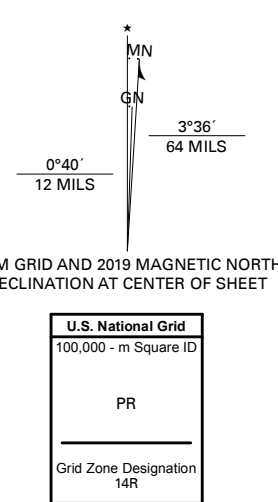 ★
MN
GN
3°36´
64 MILS
0°40´
12 MILS
M GRID AND 2019 MAGNETIC NORTH
ECLINATION AT CENTER OF SHEET
U.S. National Grid
100,000 - m Square ID
PR
Grid Zone Designation
14R